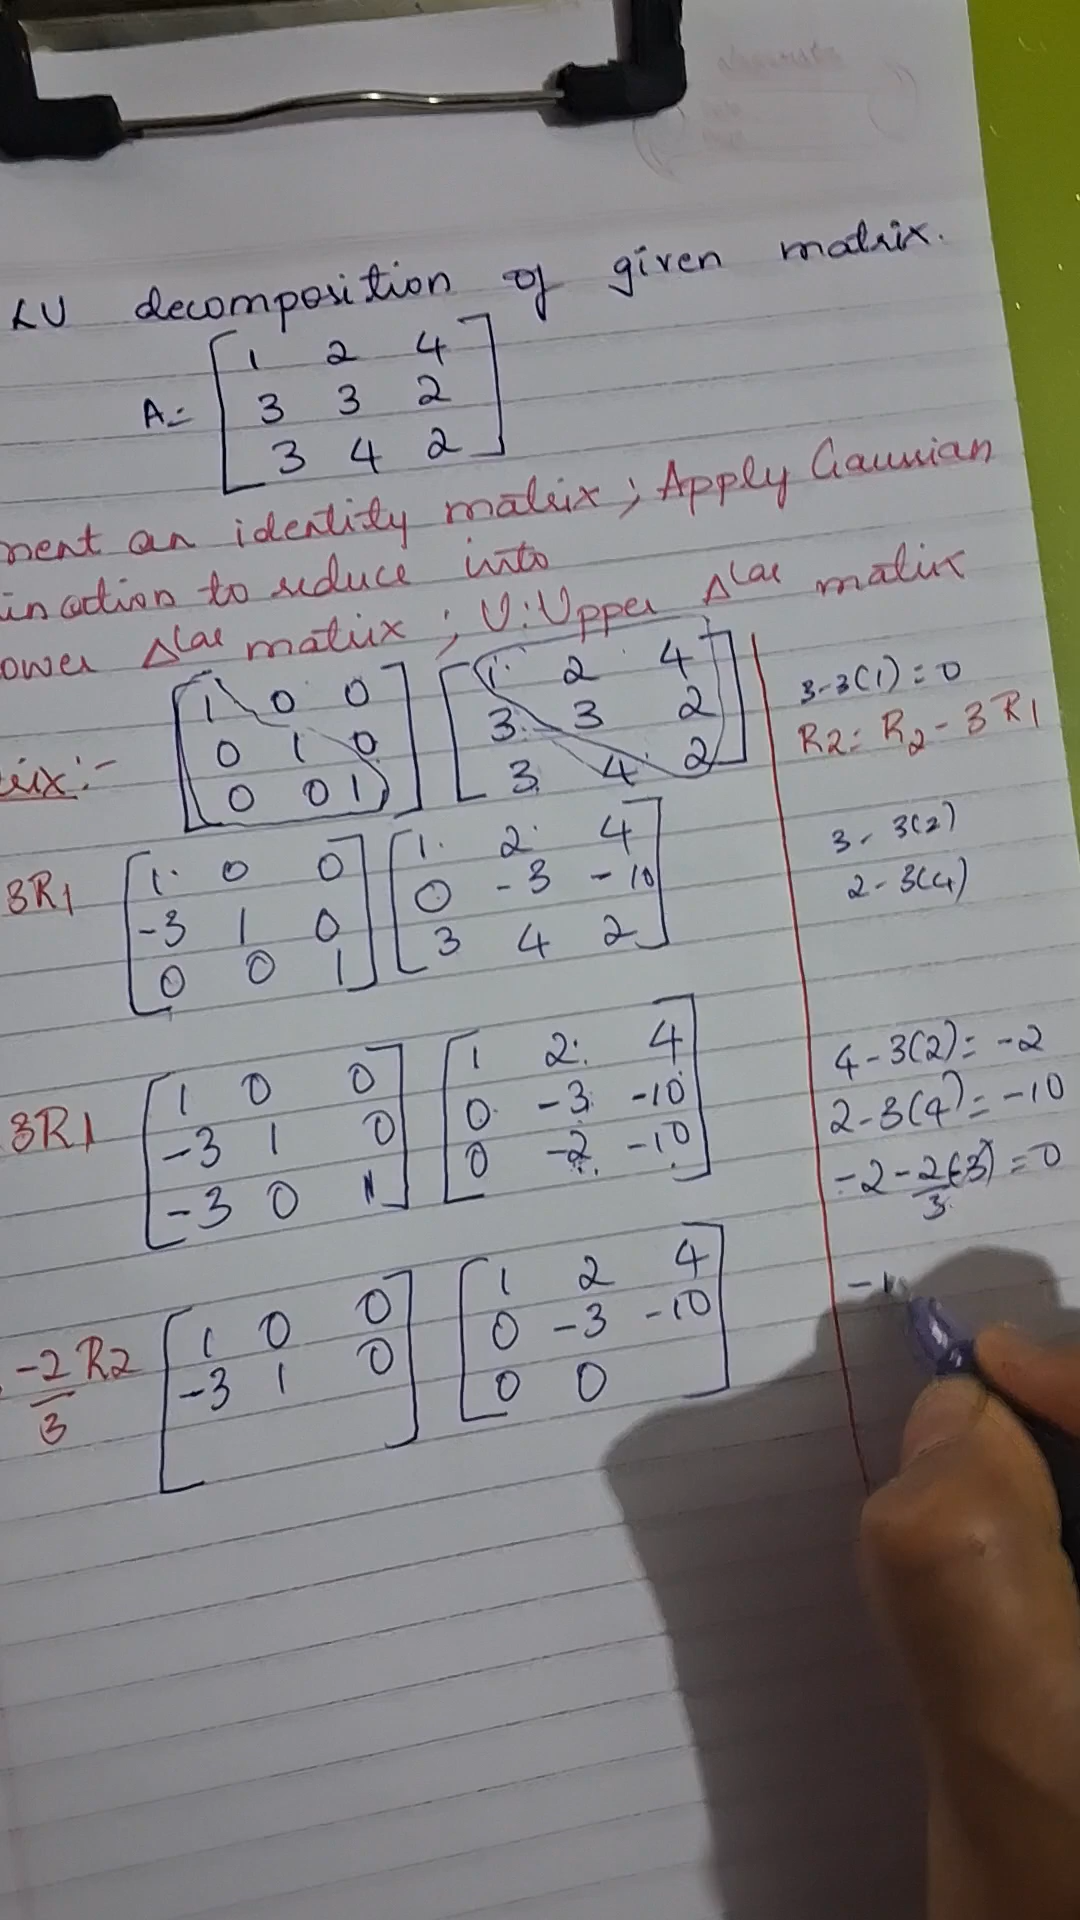 LU decomposition of given matrix.
A= [ 1 2 4
3 3 2
3 4 2 ]
ment an identity matrix; Apply Gaussian
ination to reduce into
ower Δlar matrix ; U:Upper Δlar matrix
rix:- [ 1 0 0 ] [ 1 2 4 ] 3-3(1)=0
0 1 0 3 3 2 R2= R2-3R1
0 0 1 3 4 2
3R1 [ 1 0 0 ] [ 1 2 4 ] 3-3(2)
-3 1 0 0 -3 -10 2-3(4)
0 0 1 3 4 2
3R1 [ 1 0 0 ] [ 1 2 4 ] 4-3(2)=-2
-3 1 0 0 -3 -10 2-3(4)=-10
-3 0 1 0 -2 -10 -2-2/3(-3)=0
-2/3 R2 [ 1 0 0 ] [ 1 2 4 ] -1
-3 1 0 0 -3 -10
0 0